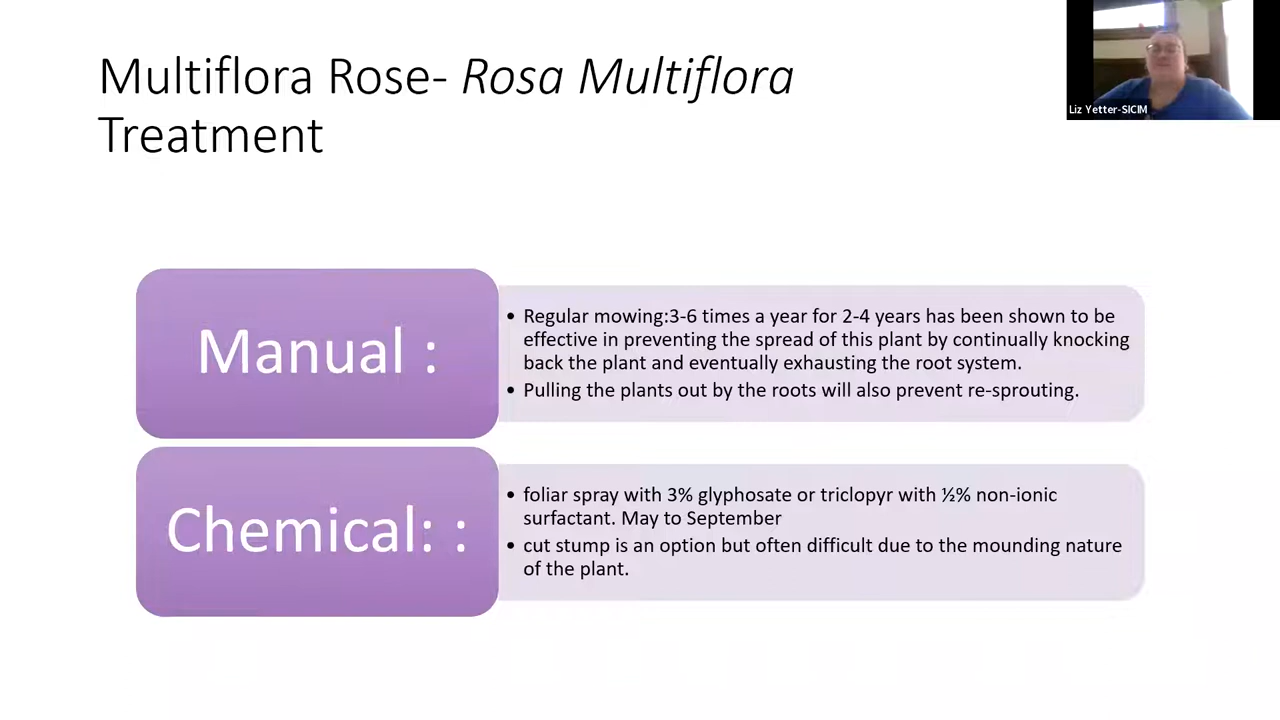 Multiflora Rose- Rosa Multiflora
Treatment
Liz Yetter-SICIM
Manual :
• Regular mowing:3-6 times a year for 2-4 years has been shown to be
effective in preventing the spread of this plant by continually knocking
back the plant and eventually exhausting the root system.
• Pulling the plants out by the roots will also prevent re-sprouting.
Chemical: :
• foliar spray with 3% glyphosate or triclopyr with ½% non-ionic
surfactant. May to September
• cut stump is an option but often difficult due to the mounding nature
of the plant.